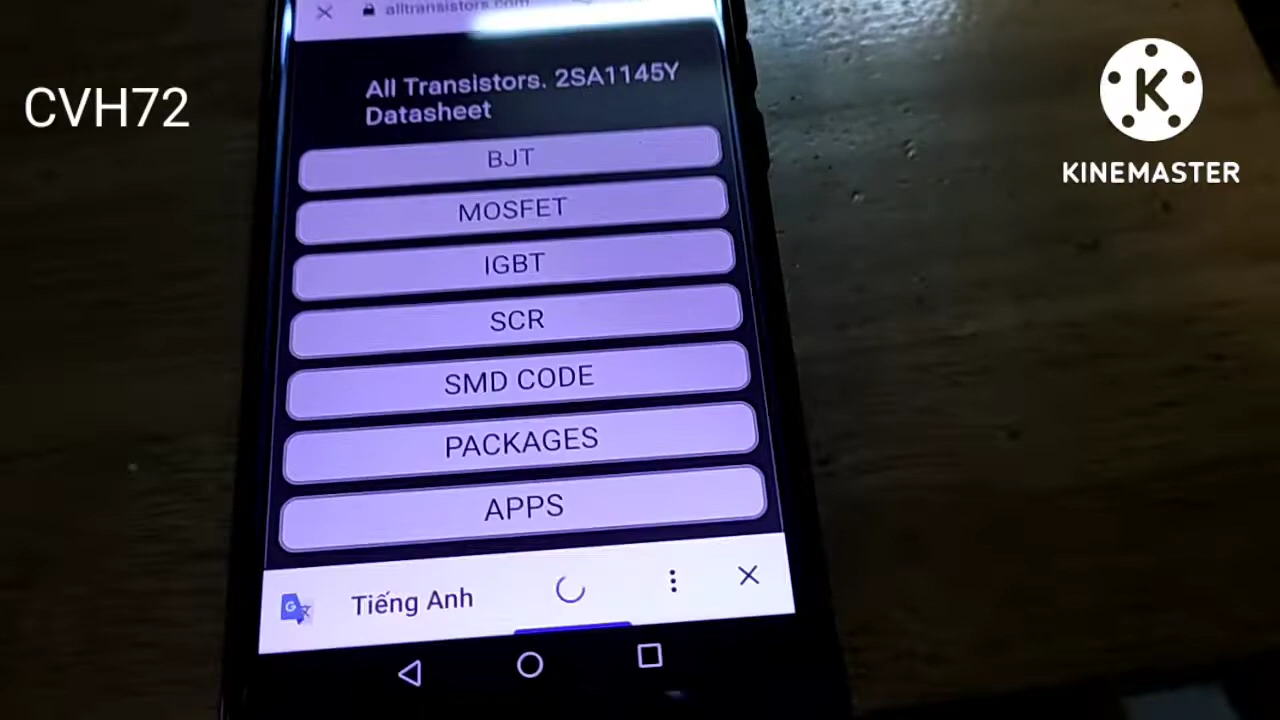 alltransistors.com
CVH72
All Transistors. 2SA1145Y
Datasheet
BJT
MOSFET
IGBT
SCR
SMD CODE
PACKAGES
APPS
Tiếng Anh
K
KINEMASTER